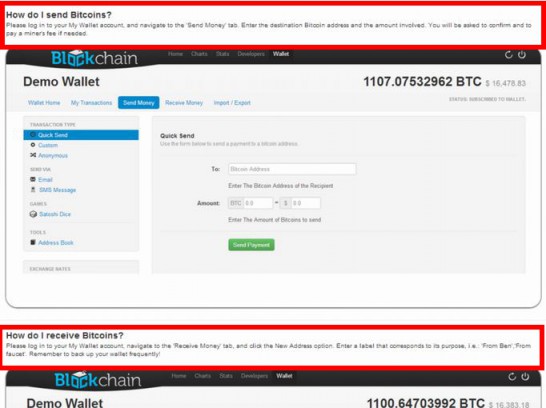 How do I send Bitcoins?
Please log in to your My Wallet account, and navigate to the 'Send Money' tab. Enter the destination Bitcoin address and the amount involved. You will be asked to confirm and to
pay a miner's fee if needed.
Blockchain Home Charts Stats Developers Wallet
Demo Wallet 1107.07532962 BTC $ 16,478.83
Wallet Home My Transactions Send Money Receive Money Import / Export STATUS: SUBSCRIBED TO WALLET.
TRANSACTION TYPE
Quick Send
Custom
Anonymous
SEND VIA
Email
SMS Message
GAMES
Satoshi Dice
TOOLS
Address Book
EXCHANGE RATES
Quick Send
Use the form below to send a payment to a bitcoin address.
To: Bitcoin Address
Enter The Bitcoin Address of the Recipient
Amount: BTC 0.0 = $ 0.0
Enter The Amount of Bitcoins to send
Send Payment
How do I receive Bitcoins?
Please log in to your My Wallet account, navigate to the 'Receive Money' tab, and click the New Address option. Enter a label that corresponds to its purpose, i.e.: 'From Ben','From
faucet'. Remember to back up your wallet frequently!
Blockchain Home Charts Stats Developers Wallet
Demo Wallet 1100.64703992 BTC $ 16,383.18